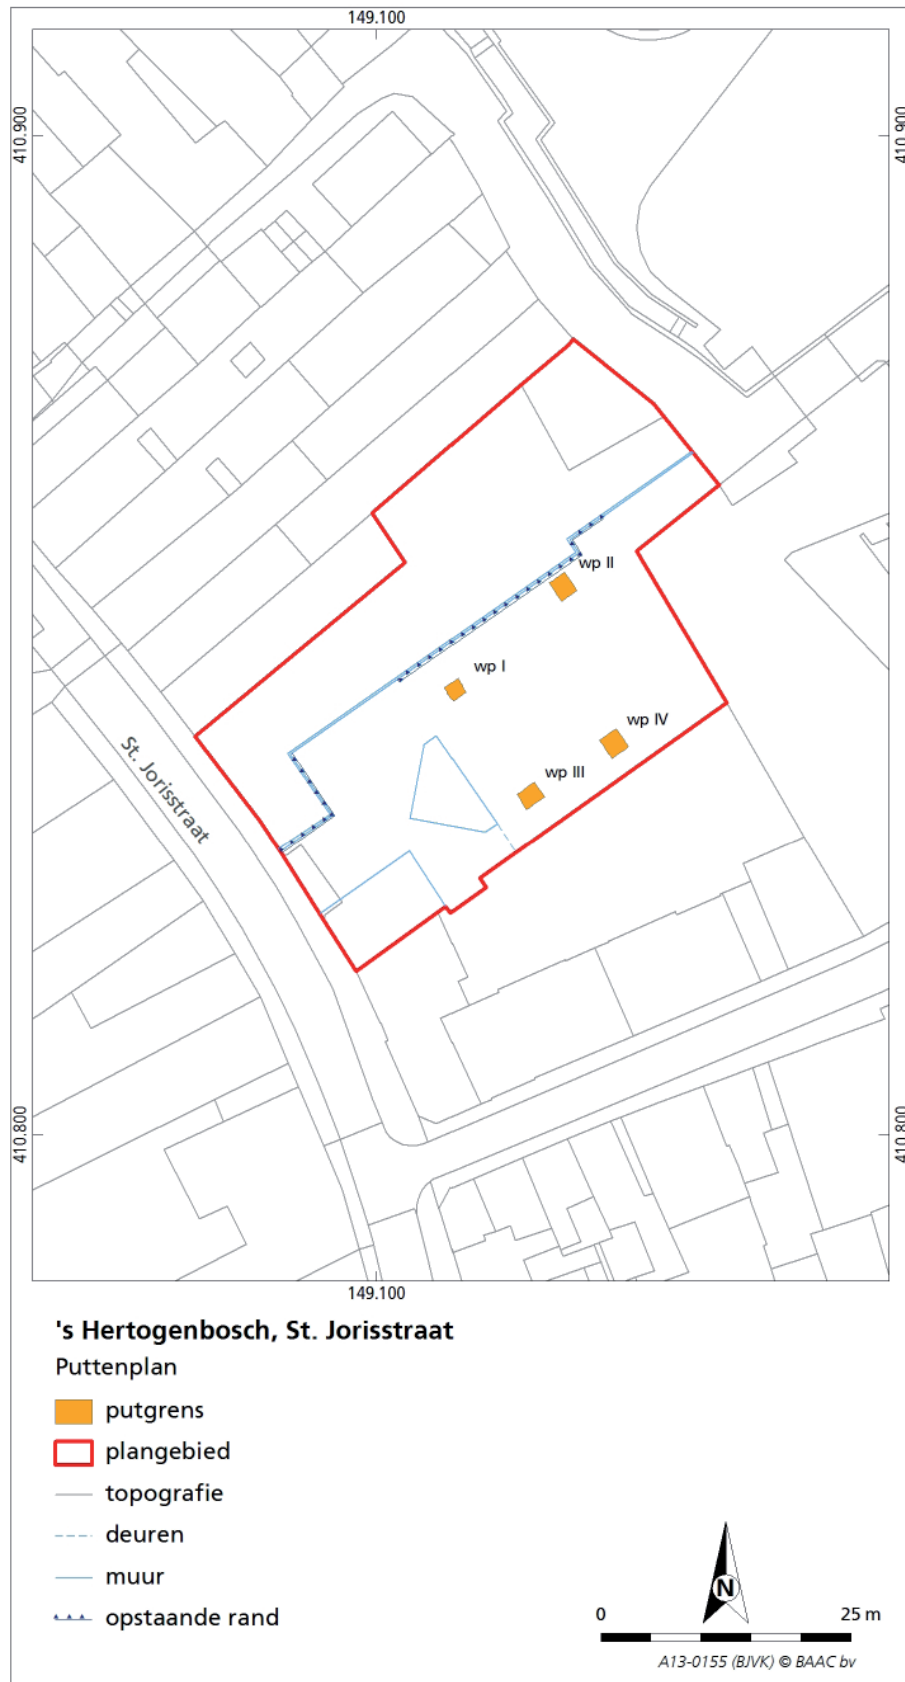 149.100
410.900
410.900
wp II
wp I
wp IV
wp III
St. Jorisstraat
410.800
410.800
149.100
's Hertogenbosch, St. Jorisstraat
Puttenplan
putgrens
plangebied
topografie
deuren
muur
opstaande rand
N
0 25 m
A13-0155 (BJVK) © BAAC bv